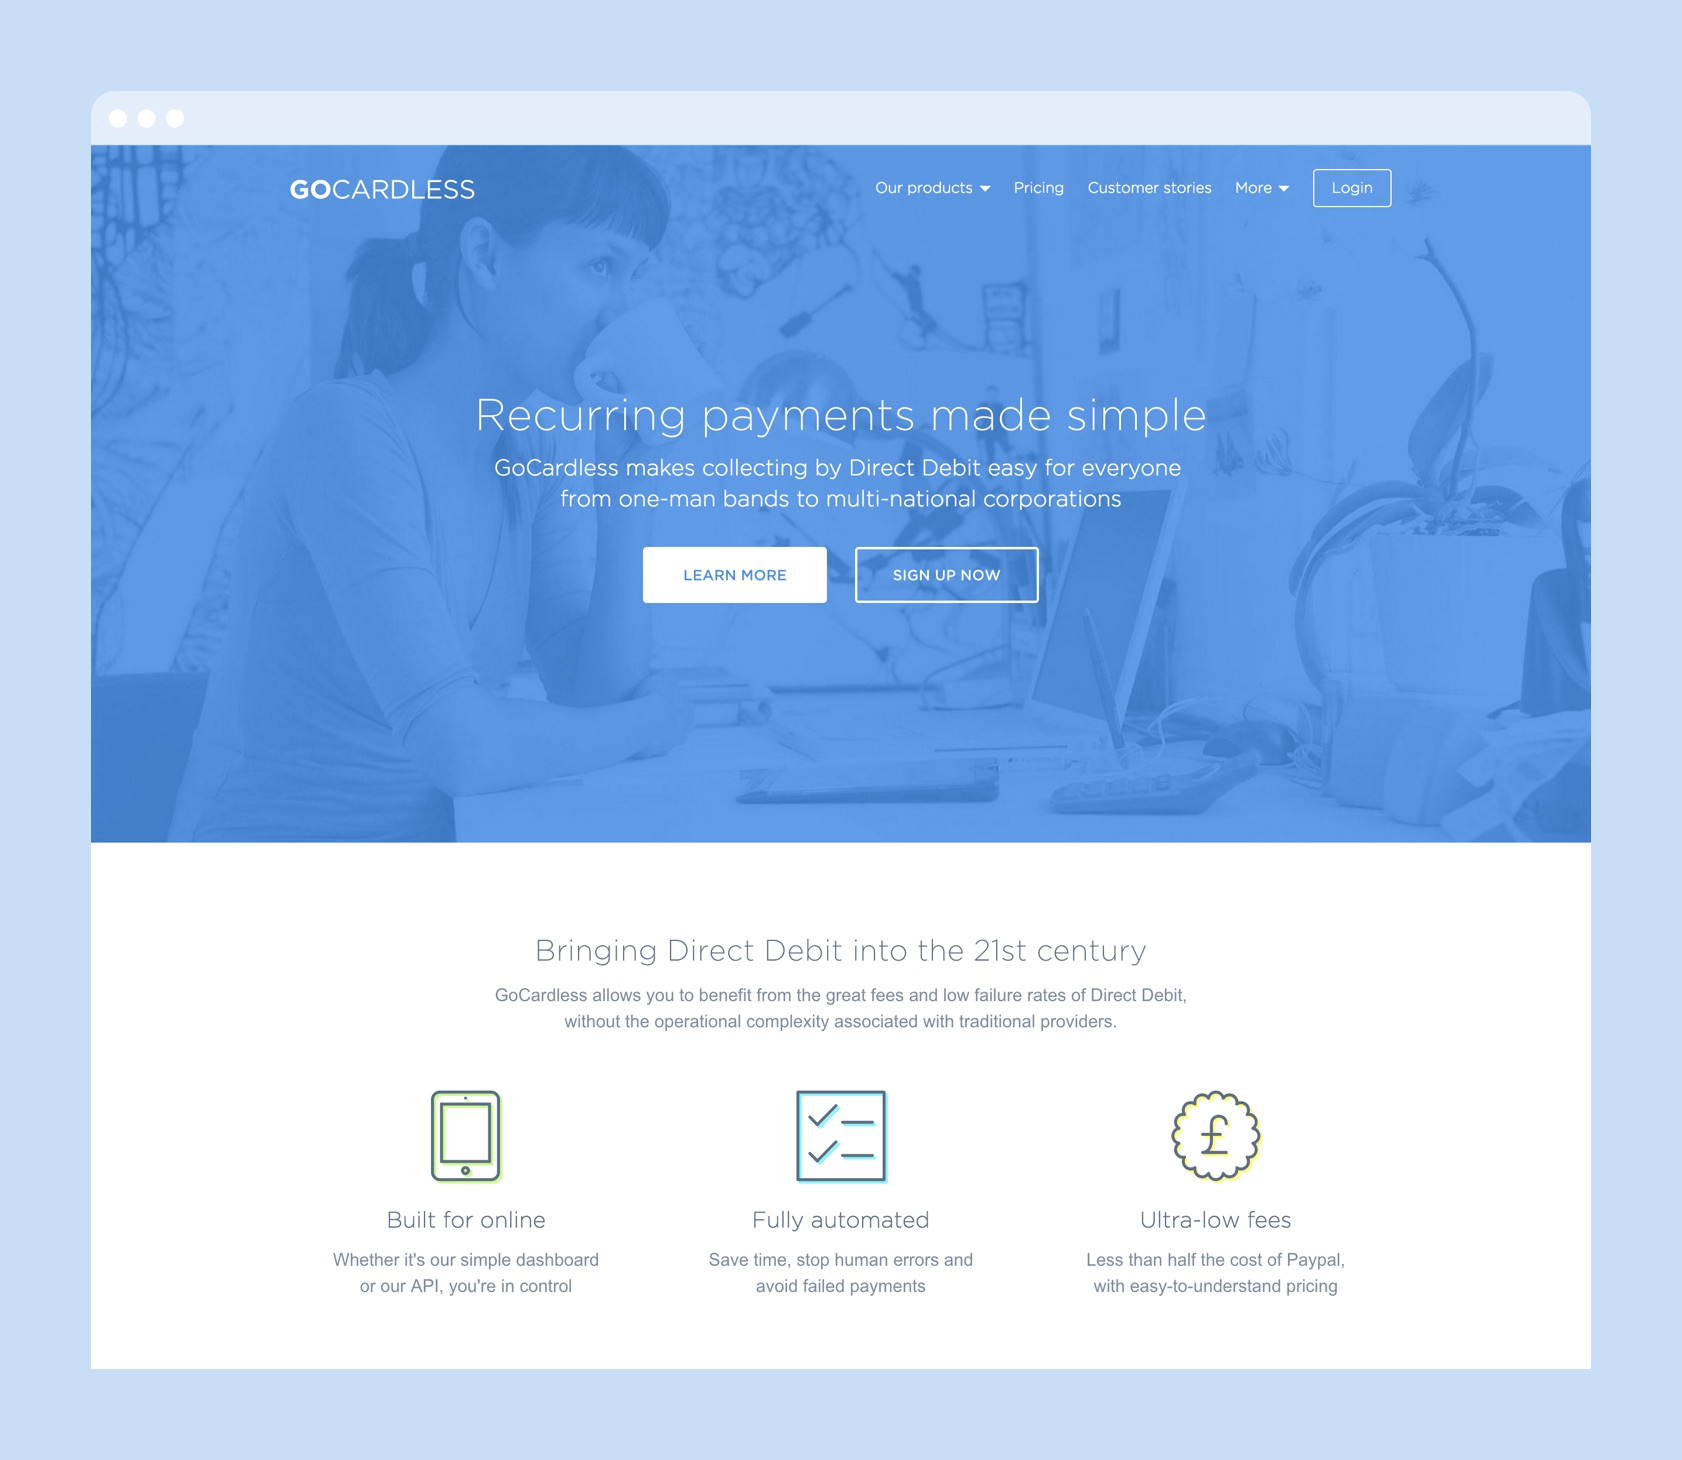 GOCARDLESS
Our products
Pricing
Customer stories
More
Login
Recurring payments made simple
GoCardless makes collecting by Direct Debit easy for everyone
from one-man bands to multi-national corporations
LEARN MORE
SIGN UP NOW
Bringing Direct Debit into the 21st century
GoCardless allows you to benefit from the great fees and low failure rates of Direct Debit,
without the operational complexity associated with traditional providers.
£
Built for online
Whether it's our simple dashboard
or our API, you're in control
Fully automated
Save time, stop human errors and
avoid failed payments
Ultra-low fees
Less than half the cost of Paypal,
with easy-to-understand pricing